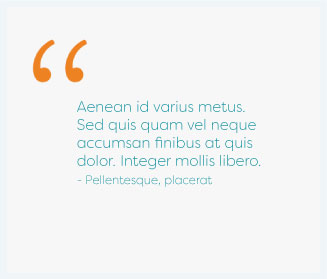 “
Aenean id varius metus.
Sed quis quam vel neque
accumsan finibus at quis
dolor. Integer mollis libero.
- Pellentesque, placerat